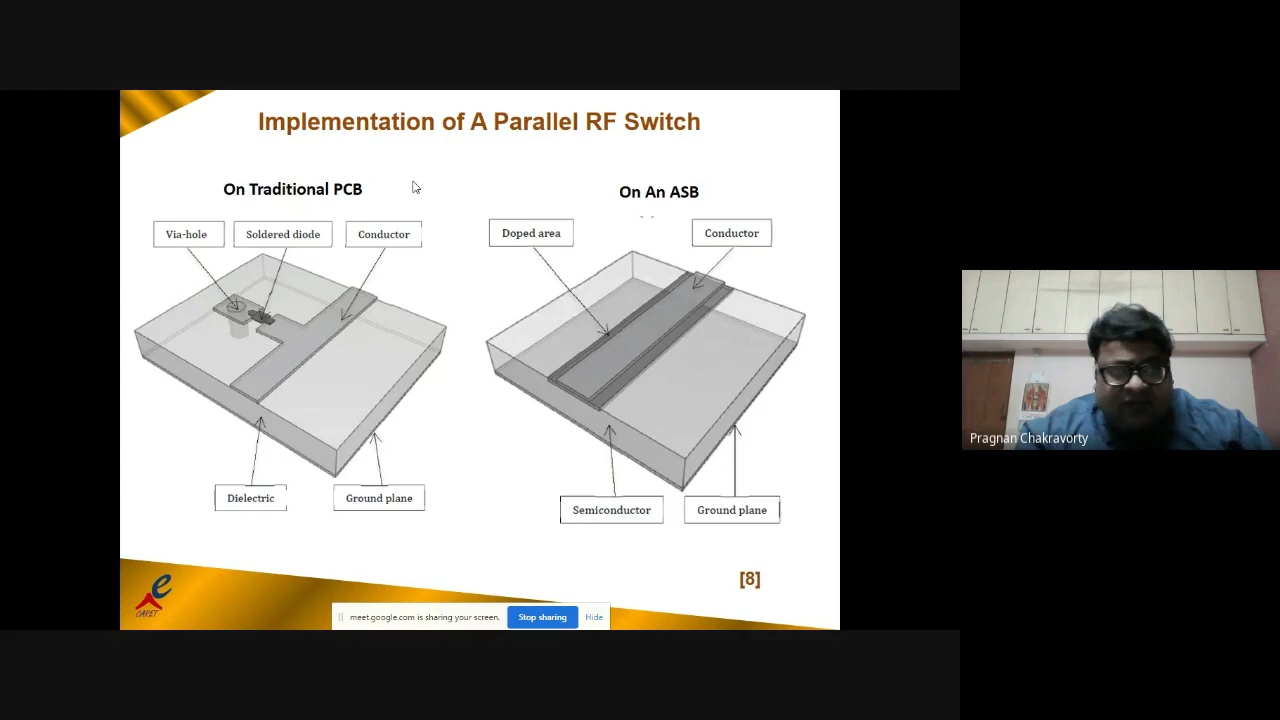 Implementation of A Parallel RF Switch
On Traditional PCB
On An ASB
Via-hole
Soldered diode
Conductor
Doped area
Conductor
Dielectric
Ground plane
Semiconductor
Ground plane
[8]
e
CARET
meet.google.com is sharing your screen.
Stop sharing
Hide
Pragnan Chakravorty